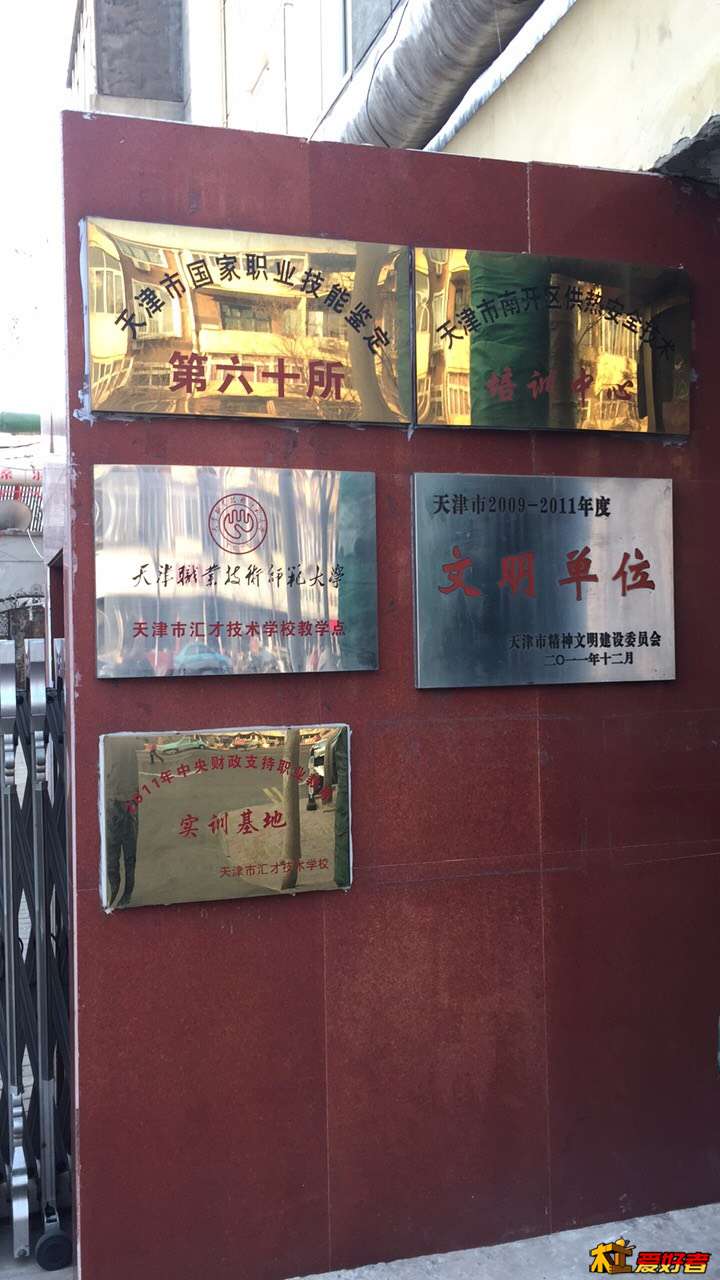 天津市国家职业技能鉴定
第六十所
天津市南开区供热安全技术
培训中心
天津职业技術师範大学
天津市汇才技术学校教学点
天津市2009-2011年度
文明单位
天津市精神文明建设委员会
二〇一一年十二月
2011年中央财政支持职业教育
实训基地
天津市汇才技术学校
爱好者